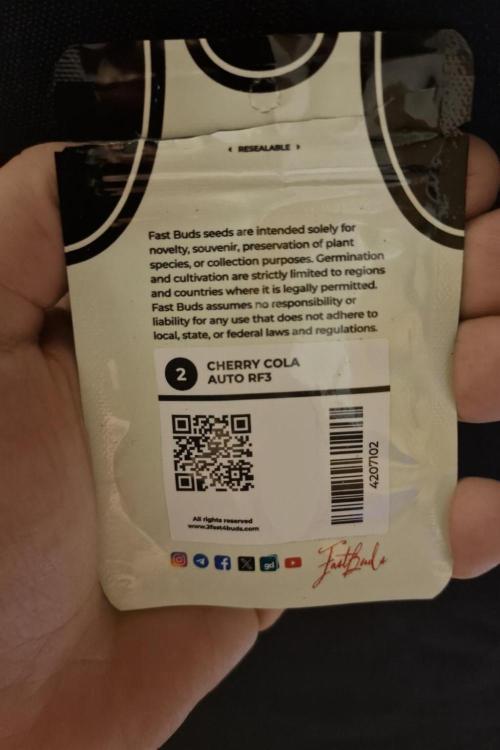 ‹ RESEALABLE ›
Fast Buds seeds are intended solely for
novelty, souvenir, preservation of plant
species, or collection purposes. Germination
and cultivation are strictly limited to regions
and countries where it is legally permitted.
Fast Buds assumes no responsibility or
liability for any use that does not adhere to
local, state, or federal laws and regulations.
2
CHERRY COLA
AUTO RF3
4207102
All rights reserved
www.2fast4buds.com
gd
FastBuds